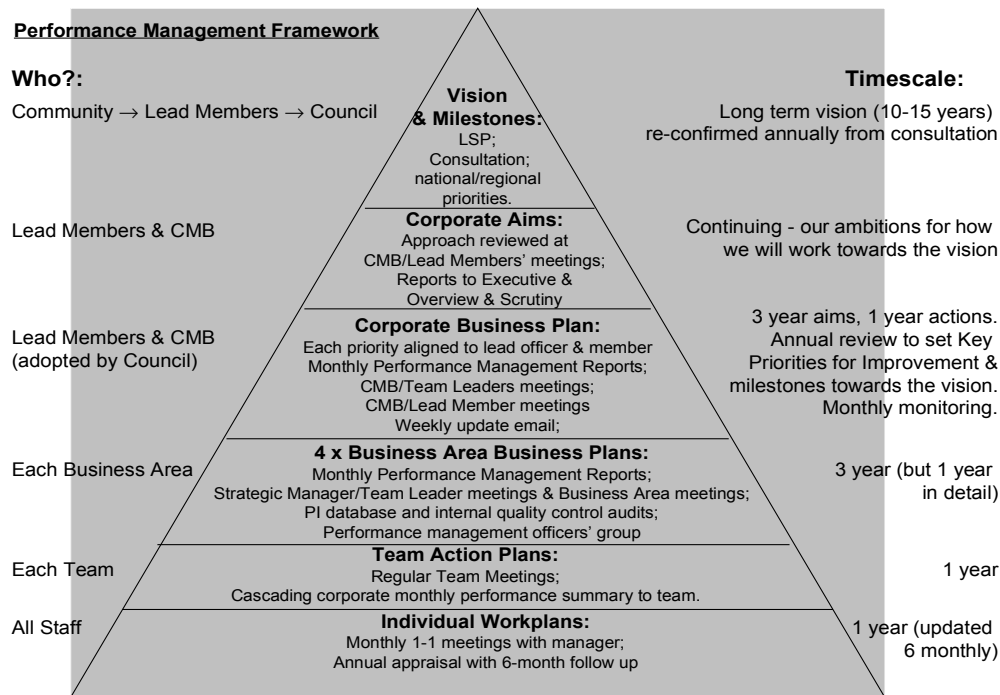 Performance Management Framework
Who?:
Timescale:
Community → Lead Members → Council
Vision
& Milestones:
LSP;
Consultation;
national/regional
priorities.
Long term vision (10-15 years)
re-confirmed annually from consultation
Lead Members & CMB
Corporate Aims:
Approach reviewed at
CMB/Lead Members' meetings;
Reports to Executive &
Overview & Scrutiny
Continuing - our ambitions for how
we will work towards the vision
Lead Members & CMB
(adopted by Council)
Corporate Business Plan:
Each priority aligned to lead officer & member
Monthly Performance Management Reports;
CMB/Team Leaders meetings;
CMB/Lead Member meetings
Weekly update email;
3 year aims, 1 year actions.
Annual review to set Key
Priorities for Improvement &
milestones towards the vision.
Monthly monitoring.
Each Business Area
4 x Business Area Business Plans:
Monthly Performance Management Reports;
Strategic Manager/Team Leader meetings & Business Area meetings;
PI database and internal quality control audits;
Performance management officers' group
3 year (but 1 year
in detail)
Each Team
Team Action Plans:
Regular Team Meetings;
Cascading corporate monthly performance summary to team.
1 year
All Staff
Individual Workplans:
Monthly 1-1 meetings with manager;
Annual appraisal with 6-month follow up
1 year (updated
6 monthly)